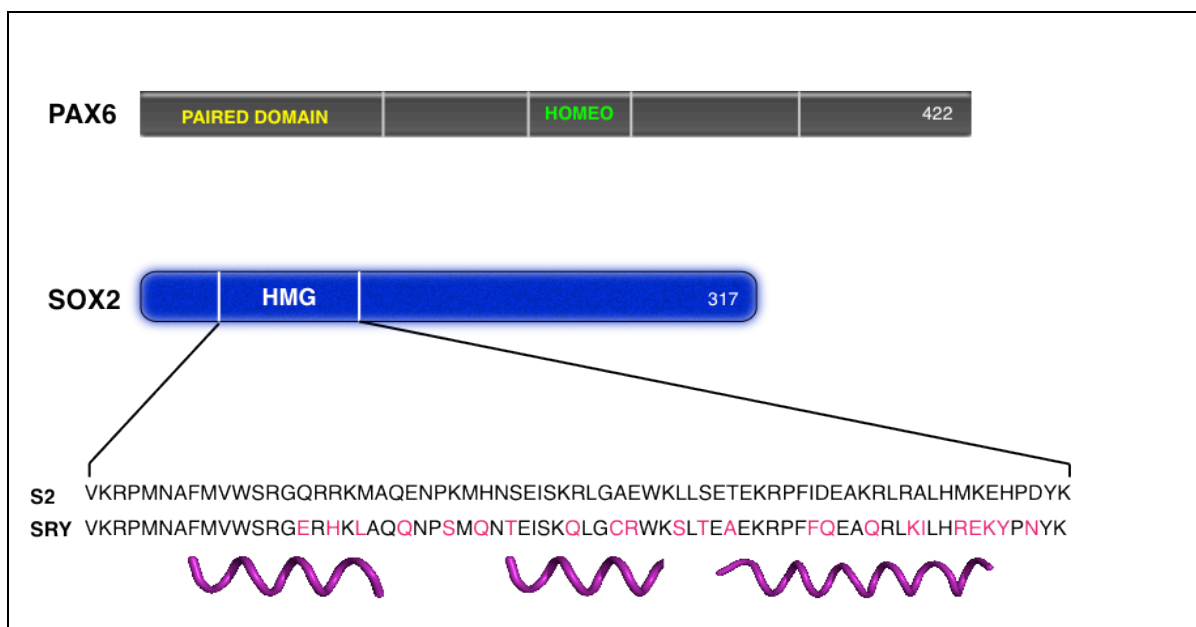 PAX6 PAIRED DOMAIN HOMEO 422
SOX2 HMG 317
S2 VKRPMNAFMVWSRGQRRKMAQENPKMHNSEISKRLGAEWKLLSETEKRPFIDEAKRLRALHMKEHPDYK
SRY VKRPMNAFMVWSRGERHKLAQQNPSMQNTEISKQLGCRWKSLTEAEKRPFFQEAQRLKILHREKYPNYK